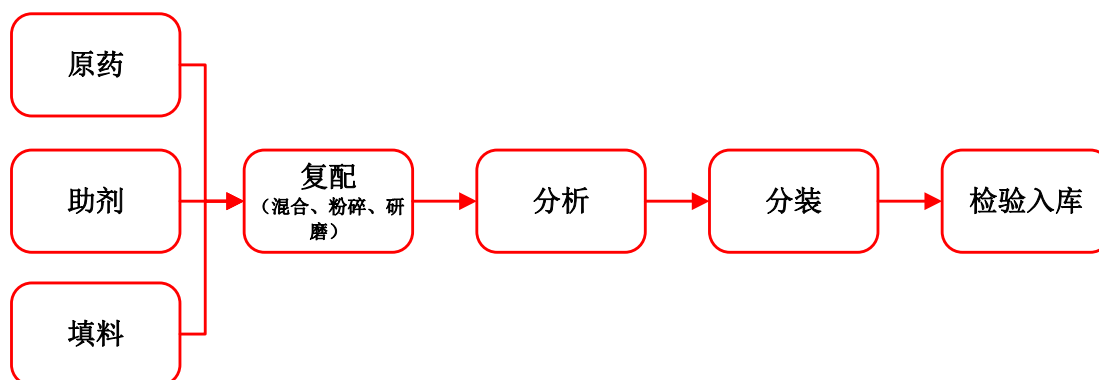 原药
助剂
填料
复配
（混合、粉碎、研
磨）
分析
分装
检验入库